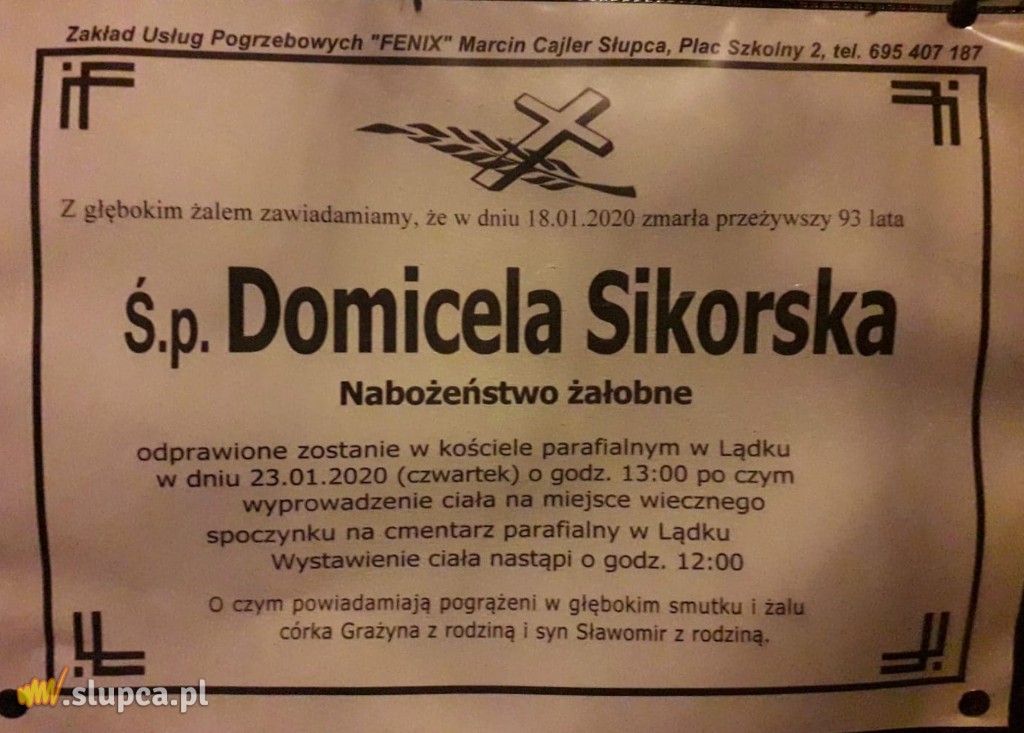 Zakład Usług Pogrzebowych "FENIX" Marcin Cajler Słupca, Plac Szkolny 2, tel. 695 407 187
Z głębokim żalem zawiadamiamy, że w dniu 18.01.2020 zmarła przeżywszy 93 lata
Ś.p. Domicela Sikorska
Nabożeństwo żałobne
odprawione zostanie w kościele parafialnym w Lądku
w dniu 23.01.2020 (czwartek) o godz. 13:00 po czym
wyprowadzenie ciała na miejsce wiecznego
spoczynku na cmentarz parafialny w Lądku
Wystawienie ciała nastąpi o godz. 12:00
O czym powiadamiają pogrążeni w głębokim smutku i żalu
córka Grażyna z rodziną i syn Sławomir z rodziną.
.slupca.pl